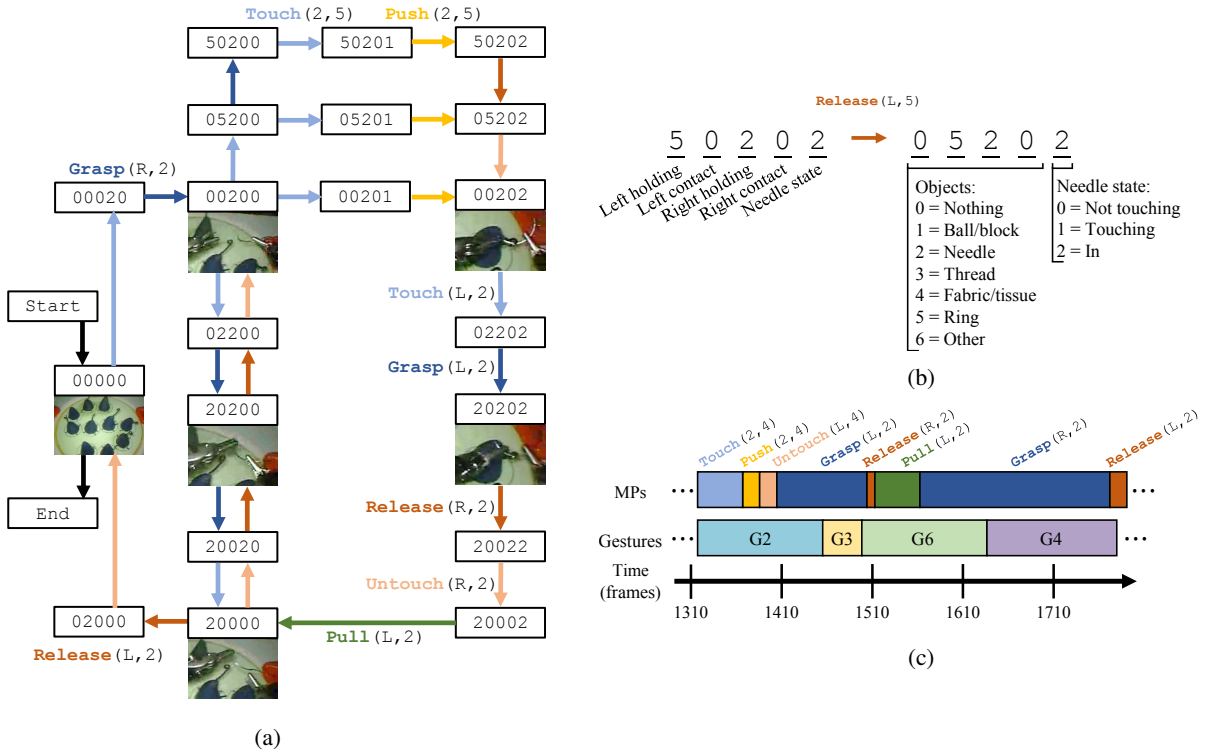 Touch(2,5) Push(2,5)
50200 50201 50202
05200 05201 05202
Grasp(R,2)
00020 00200 00201 00202
Touch(L,2)
Start
02200 02202
Grasp(L,2)
00000
20200 20202
End
Release(R,2)
20020 20022
Untouch(R,2)
02000 20000 20002
Release(L,2) Pull(L,2)
(a)
Release(L,5)
5 0 2 0 2 0 5 2 0 2
Left holding
Left contact
Right holding
Right contact
Needle state
Objects:
0 = Nothing
1 = Ball/block
2 = Needle
3 = Thread
4 = Fabric/tissue
5 = Ring
6 = Other
Needle state:
0 = Not touching
1 = Touching
2 = In
(b)
Touch(2,4)
Push(2,4)
Untouch(L,4)
Grasp(L,2)
Release(R,2)
Pull(L,2)
Grasp(R,2)
Release(L,2)
MPs ••• •••
Gestures ••• G2 G3 G6 G4 •••
Time
(frames)
1310 1410 1510 1610 1710
(c)